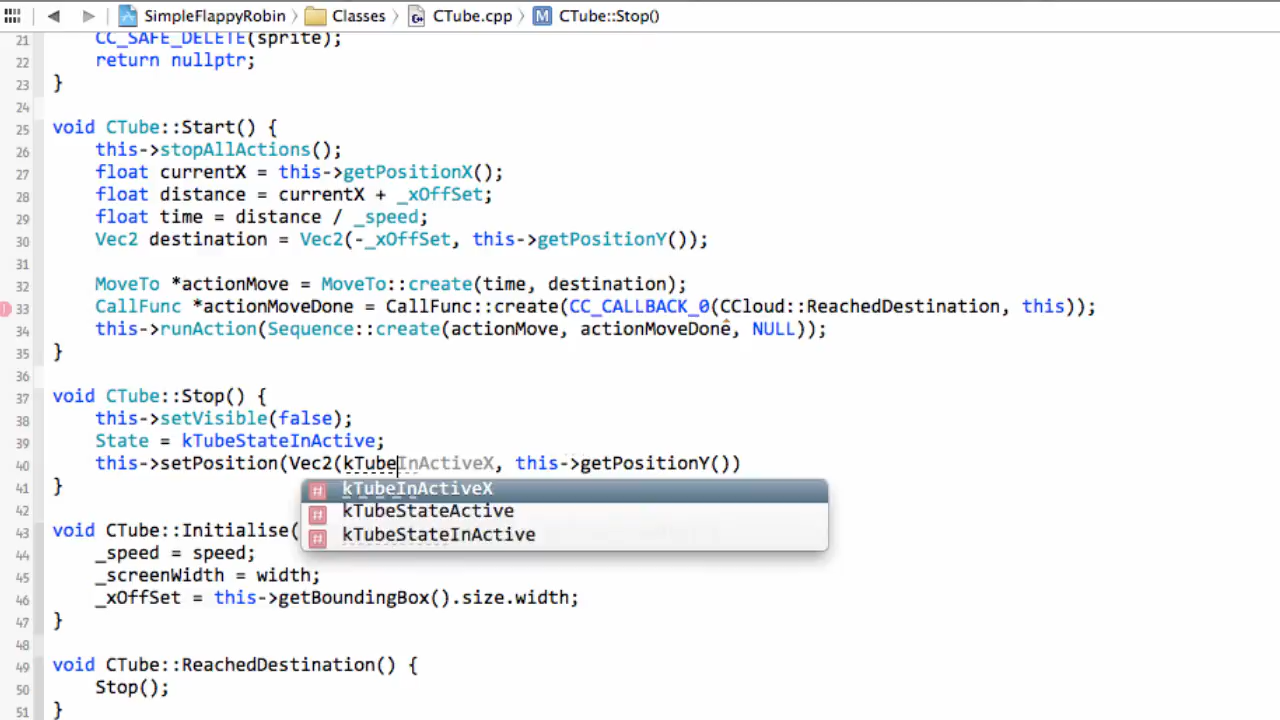 SimpleFlappyRobin Classes CTube.cpp M CTube::Stop()
21 CC_SAFE_DELETE(sprite);
22 return nullptr;
23 }
24
25 void CTube::Start() {
26 this->stopAllActions();
27 float currentX = this->getPositionX();
28 float distance = currentX + _xOffSet;
29 float time = distance / _speed;
30 Vec2 destination = Vec2(-_xOffSet, this->getPositionY());
31
32 MoveTo *actionMove = MoveTo::create(time, destination);
33 CallFunc *actionMoveDone = CallFunc::create(CC_CALLBACK_0(CCloud::ReachedDestination, this));
34 this->runAction(Sequence::create(actionMove, actionMoveDone, NULL));
35 }
36
37 void CTube::Stop() {
38 this->setVisible(false);
39 State = kTubeStateInActive;
40 this->setPosition(Vec2(kTubeInActiveX, this->getPositionY())
41 }
# kTubeInActiveX
42
# kTubeStateActive
43 void CTube::Initialise(
# kTubeStateInActive
44 _speed = speed;
45 _screenWidth = width;
46 _xOffSet = this->getBoundingBox().size.width;
47 }
48
49 void CTube::ReachedDestination() {
50 Stop();
51 }